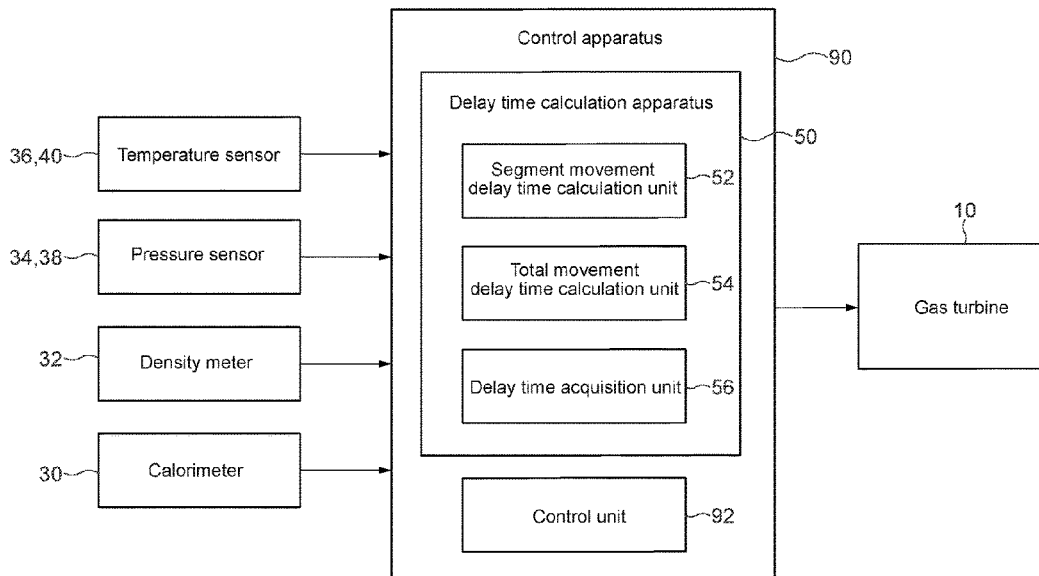 Control apparatus
90
Delay time calculation apparatus
50
36,40
Temperature sensor
Segment movement
delay time calculation unit
52
34,38
Pressure sensor
Total movement
delay time calculation unit
54
10
Gas turbine
32
Density meter
Delay time acquisition unit
56
30
Calorimeter
Control unit
92